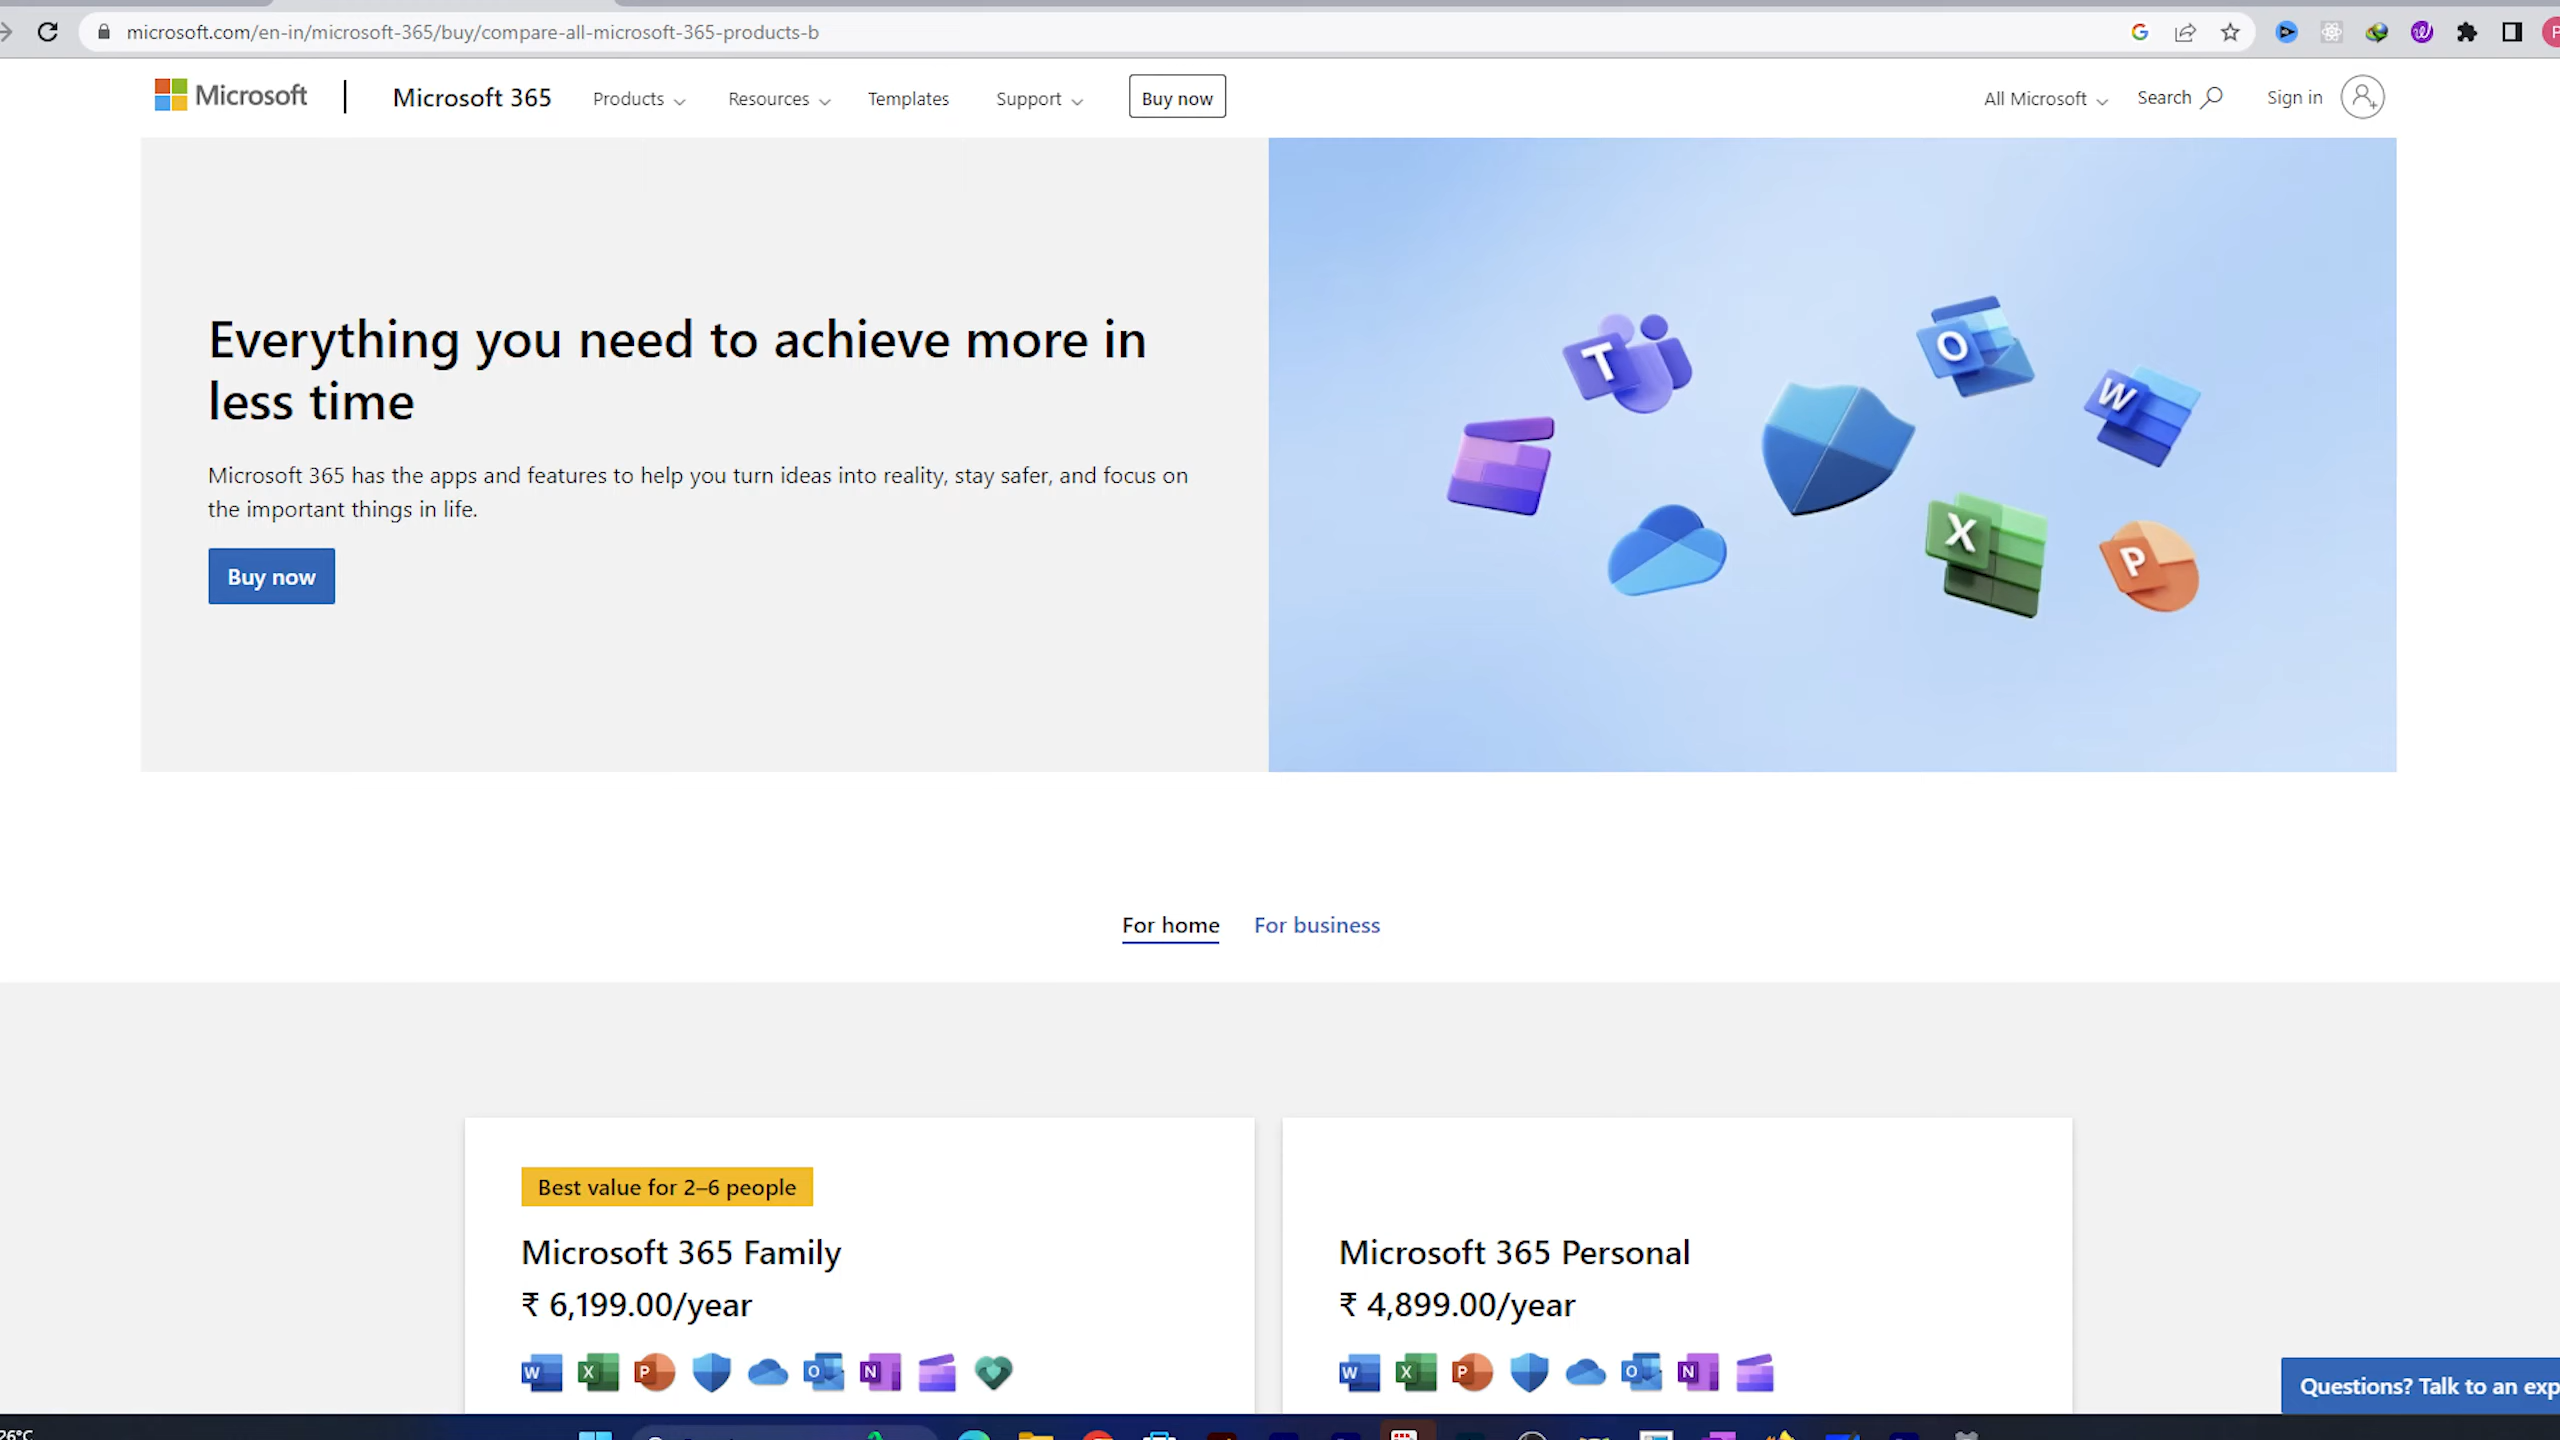 microsoft.com/en-in/microsoft-365/buy/compare-all-microsoft-365-products-b
Microsoft
Microsoft 365
Products
Resources
Templates
Support
Buy now
All Microsoft
Search
Sign in
Everything you need to achieve more in
less time
Microsoft 365 has the apps and features to help you turn ideas into reality, stay safer, and focus on
the important things in life.
Buy now
T
O
W
X
P
For home
For business
Best value for 2–6 people
Microsoft 365 Family
₹ 6,199.00/year
W X P O N
Microsoft 365 Personal
₹ 4,899.00/year
W X P O N
Questions? Talk to an exp
26°C